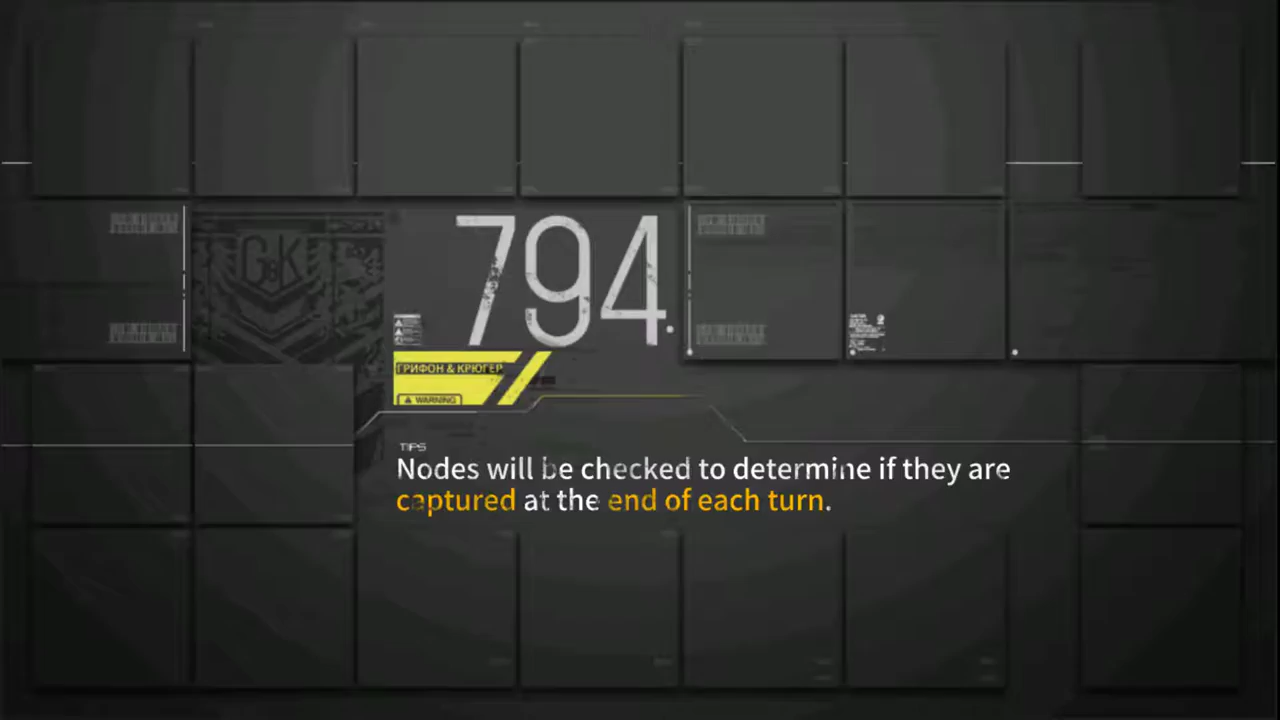 G&K
794.
ГРИФОН & КРЮГЕР
WARNING
TIPS
Nodes will be checked to determine if they are
captured at the end of each turn.